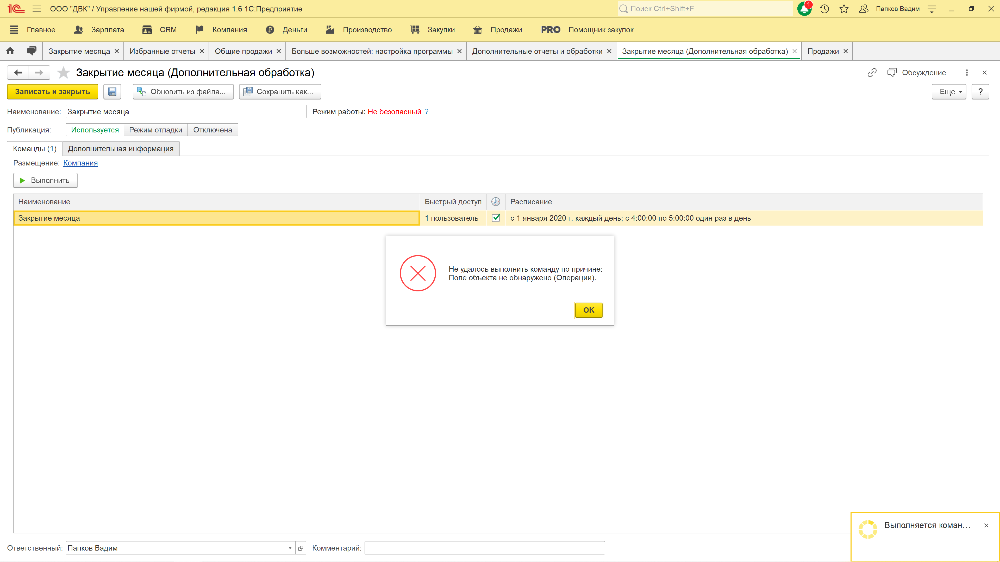 1С ООО "ДВК" / Управление нашей фирмой, редакция 1.6 1С:Предприятие Поиск Ctrl+Shift+F 1 Папков Вадим
Главное Зарплата CRM Компания Деньги Производство Закупки Продажи PRO Помощник закупок
Закрытие месяца Избранные отчеты Общие продажи Больше возможностей: настройка программы Дополнительные отчеты и обработки Закрытие месяца (Дополнительная обработка) Продажи
Закрытие месяца (Дополнительная обработка) Обсуждение
Записать и закрыть Обновить из файла... Сохранить как... Еще ?
Наименование: Закрытие месяца Режим работы: Не безопасный ?
Публикация: Используется Режим отладки Отключена
Команды (1) Дополнительная информация
Размещение: Компания
Выполнить
Наименование Быстрый доступ Расписание
Закрытие месяца 1 пользователь с 1 января 2020 г. каждый день; с 4:00:00 по 5:00:00 один раз в день
Не удалось выполнить команду по причине:
Поле объекта не обнаружено (Операции).
ОК
Выполняется коман...
Ответственный: Папков Вадим Комментарий: